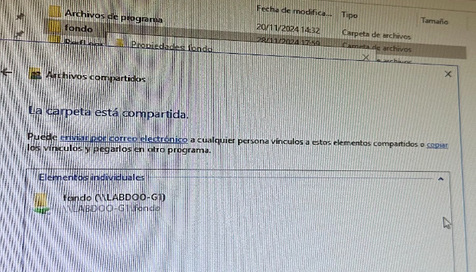 Fecha de modifica... Tipo Tamaño
Archivos de programa 20/11/2024 14:32 Carpeta de archivos
fondo 28/11/2024 12:59 Carpeta de archivos
Propiedades: fondo
Archivos compartidos
La carpeta está compartida.
Puede enviar por correo electrónico a cualquier persona vínculos a estos elementos compartidos o copiar
los vínculos y pegarlos en otro programa.
Elementos individuales
fondo (\\LABDOO-G1)
\\LABDOO-G1\fondo